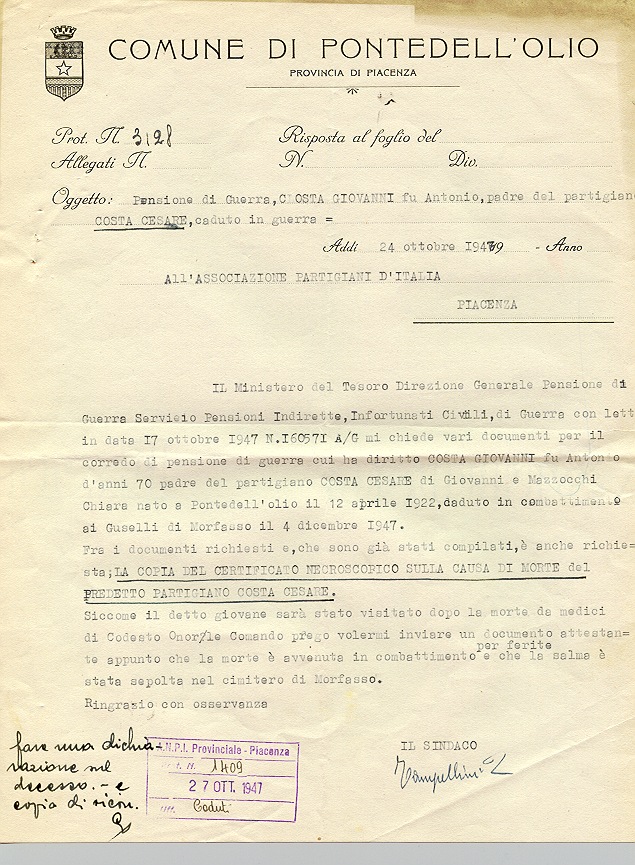 COMUNE DI PONTEDELL'OLIO
PROVINCIA DI PIACENZA
Prot. N. 3128
Risposta al foglio del
Allegati N.
N. Div.
Oggetto: Pensione di Guerra,CLOSTA GIOVANNI fu Antonio,padre del partigiano
COSTA CESARE,caduto in guerra =
Addì 24 ottobre 1947 - Anno
All'ASSOCIAZIONE PARTIGIANI D'ITALIA
PIACENZA
IL Ministero del Tesoro Direzione Generale Pensione di
Guerra Servizio Pensioni Indirette,Infortunati Civili,di Guerra con lett
in data 17 ottobre 1947 N.160571 A/G mi chiede vari documenti per il
corredo di pensione di guerra cui ha diritto COSTA GIOVANNI fu Antonio
d'anni 70 padre del partigiano COSTA CESARE di Giovanni e Mazzocchi
Chiara nato a Pontedell'olio il 12 aprile 1922,daduto in combattimento
ai Guselli di Morfasso il 4 dicembre 1947.
Fra i documenti richiesti e,che sono già stati compilati,è anche richie=
sta;LA COPIA DEL CERTIFICATO NECROSCOPICO SULLA CAUSA DI MORTE del
PREDETTO PARTIGIANO COSTA CESARE.
Siccome il detto giovane sarà stato visitato dopo la morte da medici
di Codesto Onor/le Comando prego volermi inviare un documento attestan=
per ferite
te appunto che la morte è avvenuta in combattimento e che la salma è
stata sepolta nel cimitero di Morfasso.
Ringrazio con osservanza
IL SINDACO
fare una dichia-
razione sul
decesso. - e
copia di ricon.
A.N.P.I. Provinciale - Piacenza
Prot. N. 1409
27 OTT. 1947
Uff. Caduti